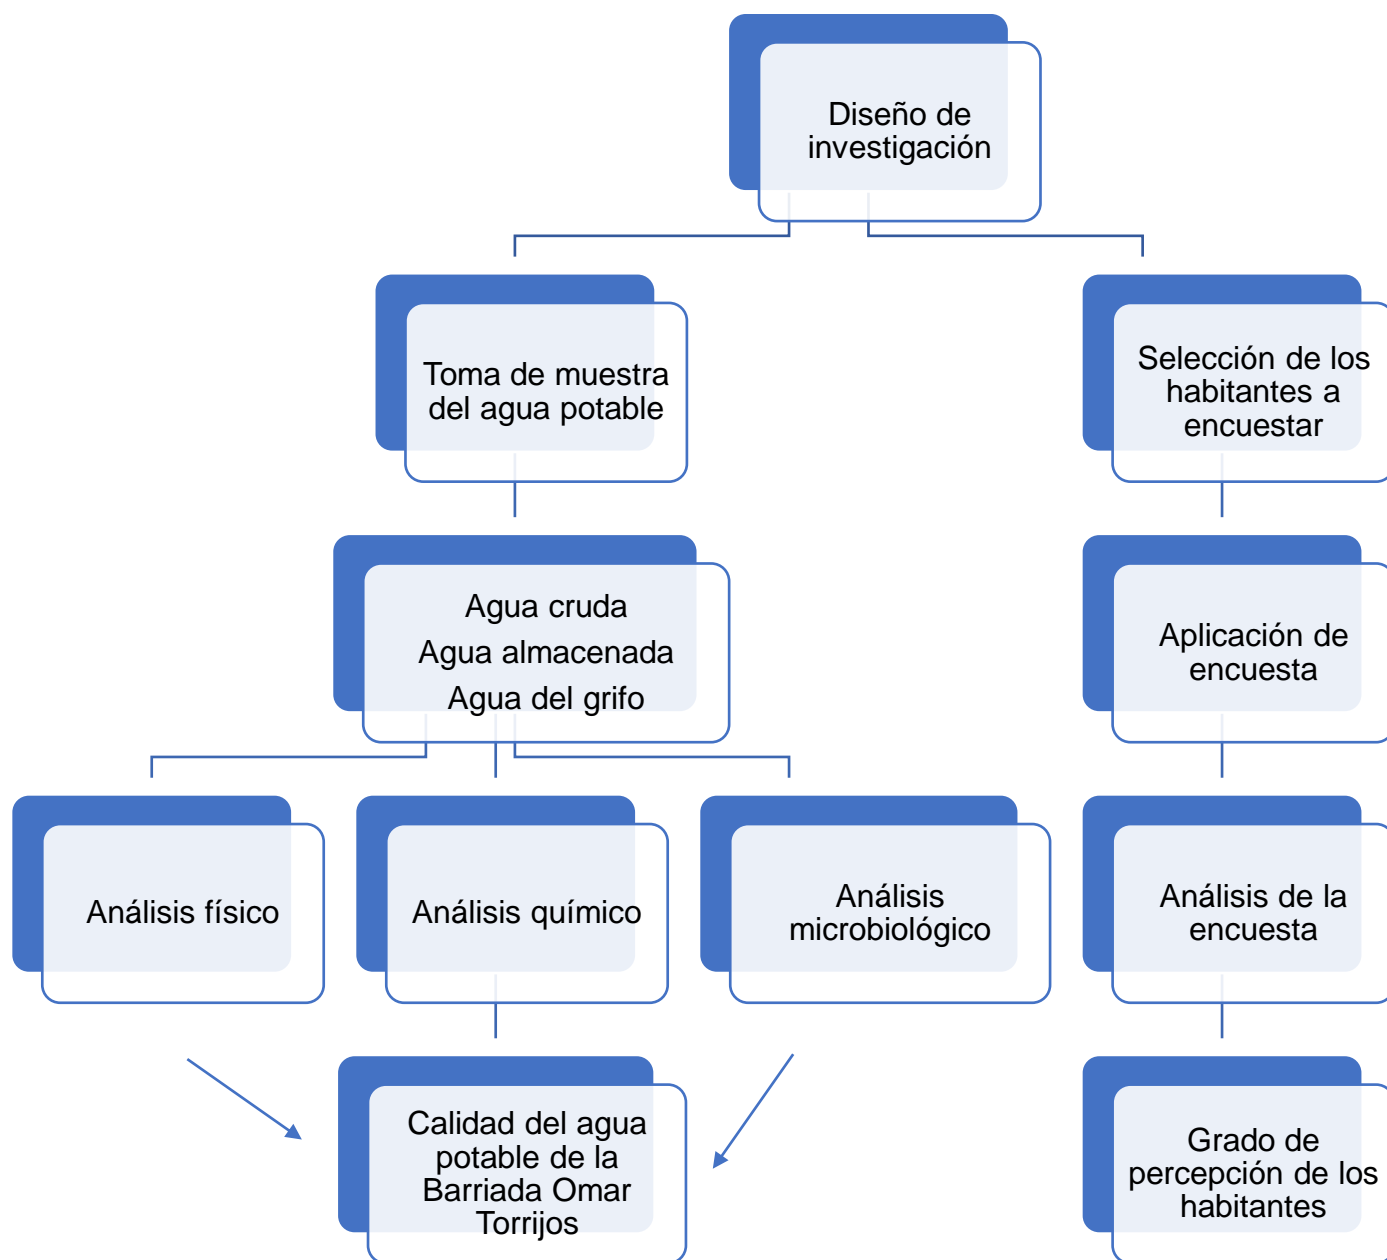 Diseño de
investigación
Toma de muestra
del agua potable
Selección de los
habitantes a
encuestar
Agua cruda
Agua almacenada
Agua del grifo
Aplicación de
encuesta
Análisis físico
Análisis químico
Análisis
microbiológico
Análisis de la
encuesta
Calidad del agua
potable de la
Barriada Omar
Torrijos
Grado de
percepción de los
habitantes